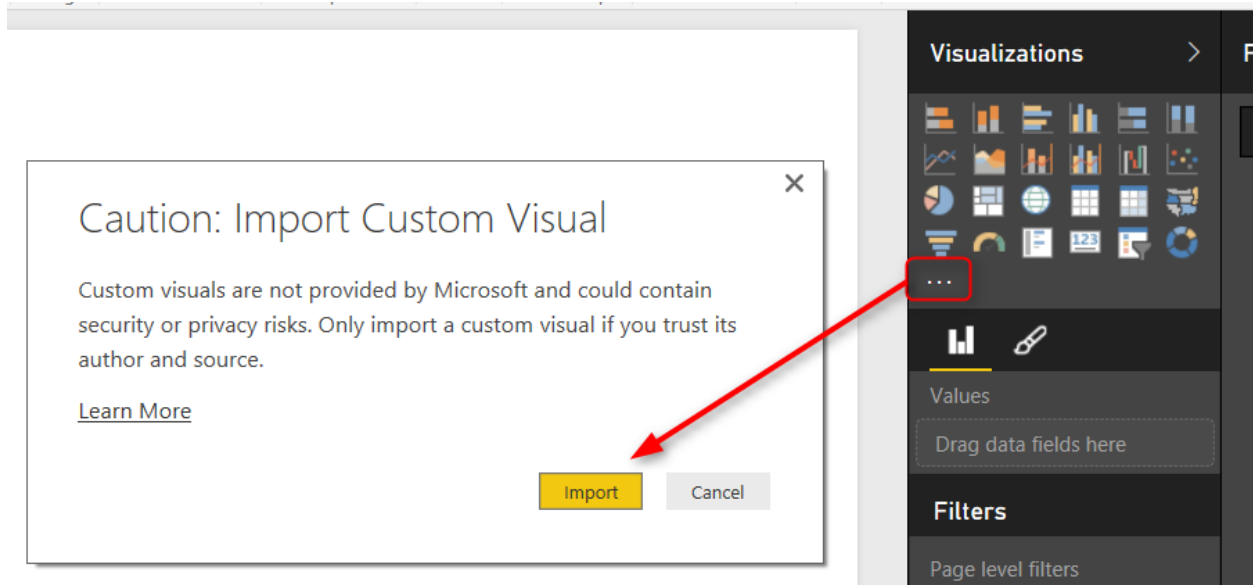 Visualizations
Caution: Import Custom Visual
Custom visuals are not provided by Microsoft and could contain
security or privacy risks. Only import a custom visual if you trust its
author and source.
Learn More
Import
Cancel
123
...
Values
Drag data fields here
Filters
Page level filters